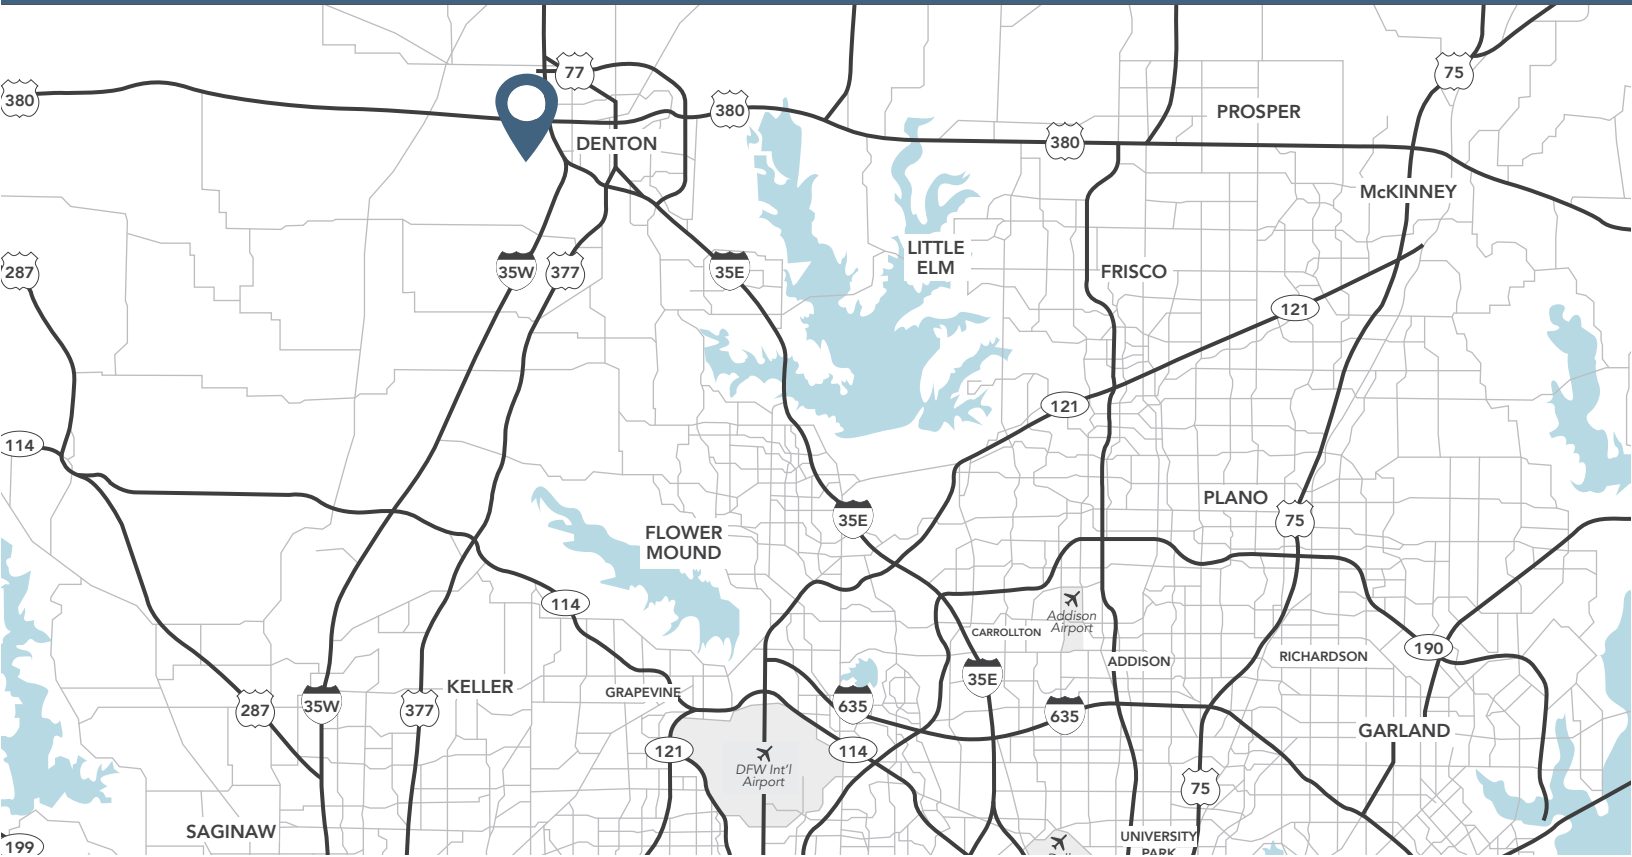 77
75
380
380
PROSPER
380
DENTON
McKINNEY
LITTLE
ELM
287
35W
377
35E
FRISCO
121
121
114
PLANO
35E
75
FLOWER
MOUND
114
Addison
Airport
CARROLLTON
190
RICHARDSON
ADDISON
35E
KELLER
GRAPEVINE
287
35W
377
635
635
GARLAND
121
114
DFW Int'l
Airport
75
SAGINAW
UNIVERSITY
PARK
199